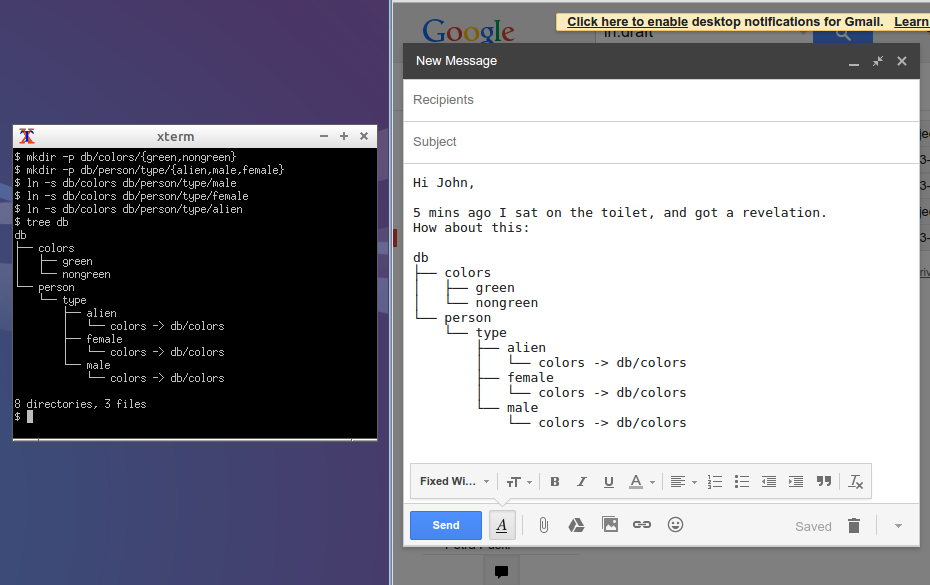 xterm
$ mkdir -p db/colors/{green,nongreen}
$ mkdir -p db/person/type/{alien,male,female}
$ ln -s db/colors db/person/type/male
$ ln -s db/colors db/person/type/female
$ ln -s db/colors db/person/type/alien
$ tree db
db
├── colors
│   ├── green
│   └── nongreen
└── person
    └── type
        ├── alien
        │   └── colors -> db/colors
        ├── female
        │   └── colors -> db/colors
        └── male
            └── colors -> db/colors

8 directories, 3 files
$
Click here to enable desktop notifications for Gmail. Learn
Google
in:draft
New Message
Recipients
Subject
Hi John,

5 mins ago I sat on the toilet, and got a revelation.
How about this:

db
├── colors
│   ├── green
│   └── nongreen
└── person
    └── type
        ├── alien
        │   └── colors -> db/colors
        ├── female
        │   └── colors -> db/colors
        └── male
            └── colors -> db/colors
Fixed Wi...
Send
Saved